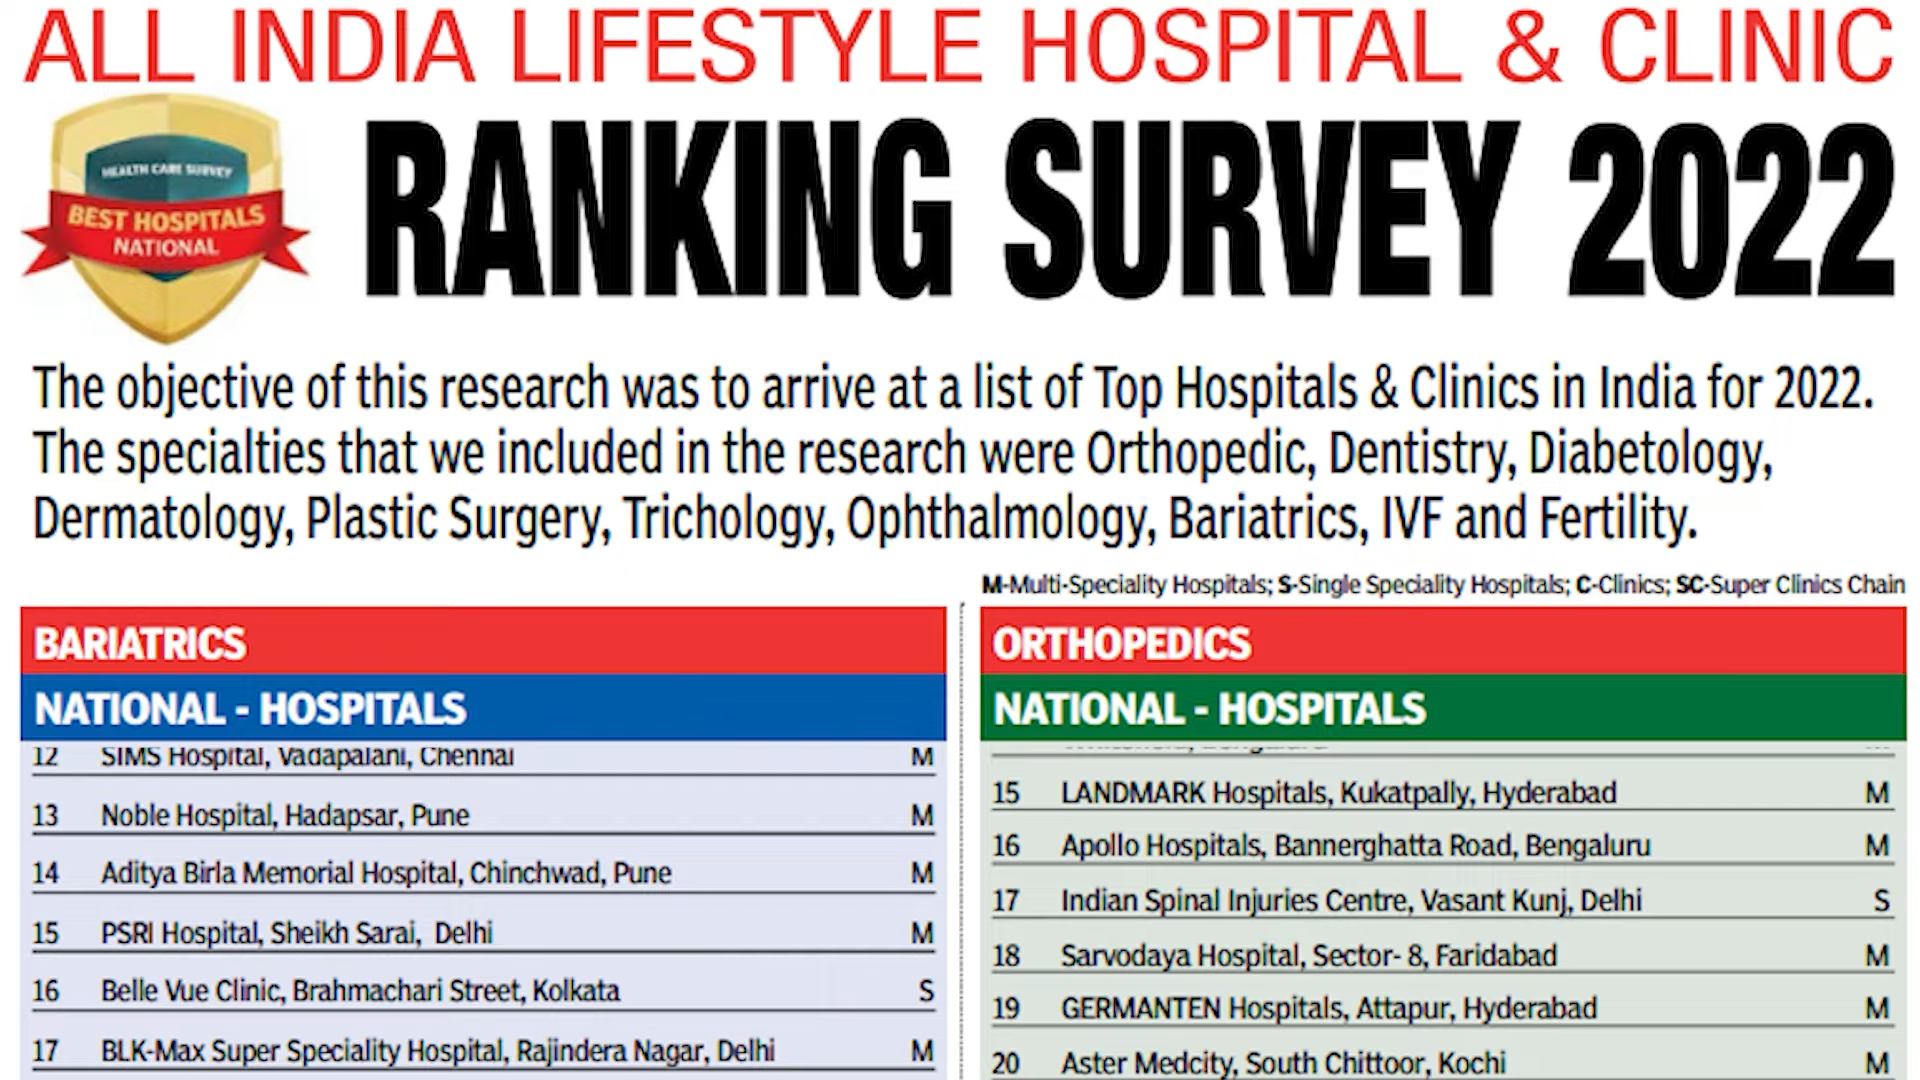 ALL INDIA LIFESTYLE HOSPITAL & CLINIC
HEALTH CARE SURVEY
BEST HOSPITALS
NATIONAL
RANKING SURVEY 2022
The objective of this research was to arrive at a list of Top Hospitals & Clinics in India for 2022.
The specialties that we included in the research were Orthopedic, Dentistry, Diabetology,
Dermatology, Plastic Surgery, Trichology, Ophthalmology, Bariatrics, IVF and Fertility.
M-Multi-Speciality Hospitals; S-Single Speciality Hospitals; C-Clinics; SC-Super Clinics Chain
BARIATRICS
NATIONAL - HOSPITALS
12 SIMS Hospital, Vadapalani, Chennai M
13 Noble Hospital, Hadapsar, Pune M
14 Aditya Birla Memorial Hospital, Chinchwad, Pune M
15 PSRI Hospital, Sheikh Sarai, Delhi M
16 Belle Vue Clinic, Brahmachari Street, Kolkata S
17 BLK-Max Super Speciality Hospital, Rajindera Nagar, Delhi M
ORTHOPEDICS
NATIONAL - HOSPITALS
15 LANDMARK Hospitals, Kukatpally, Hyderabad M
16 Apollo Hospitals, Bannerghatta Road, Bengaluru M
17 Indian Spinal Injuries Centre, Vasant Kunj, Delhi S
18 Sarvodaya Hospital, Sector- 8, Faridabad M
19 GERMANTEN Hospitals, Attapur, Hyderabad M
20 Aster Medcity, South Chittoor, Kochi M